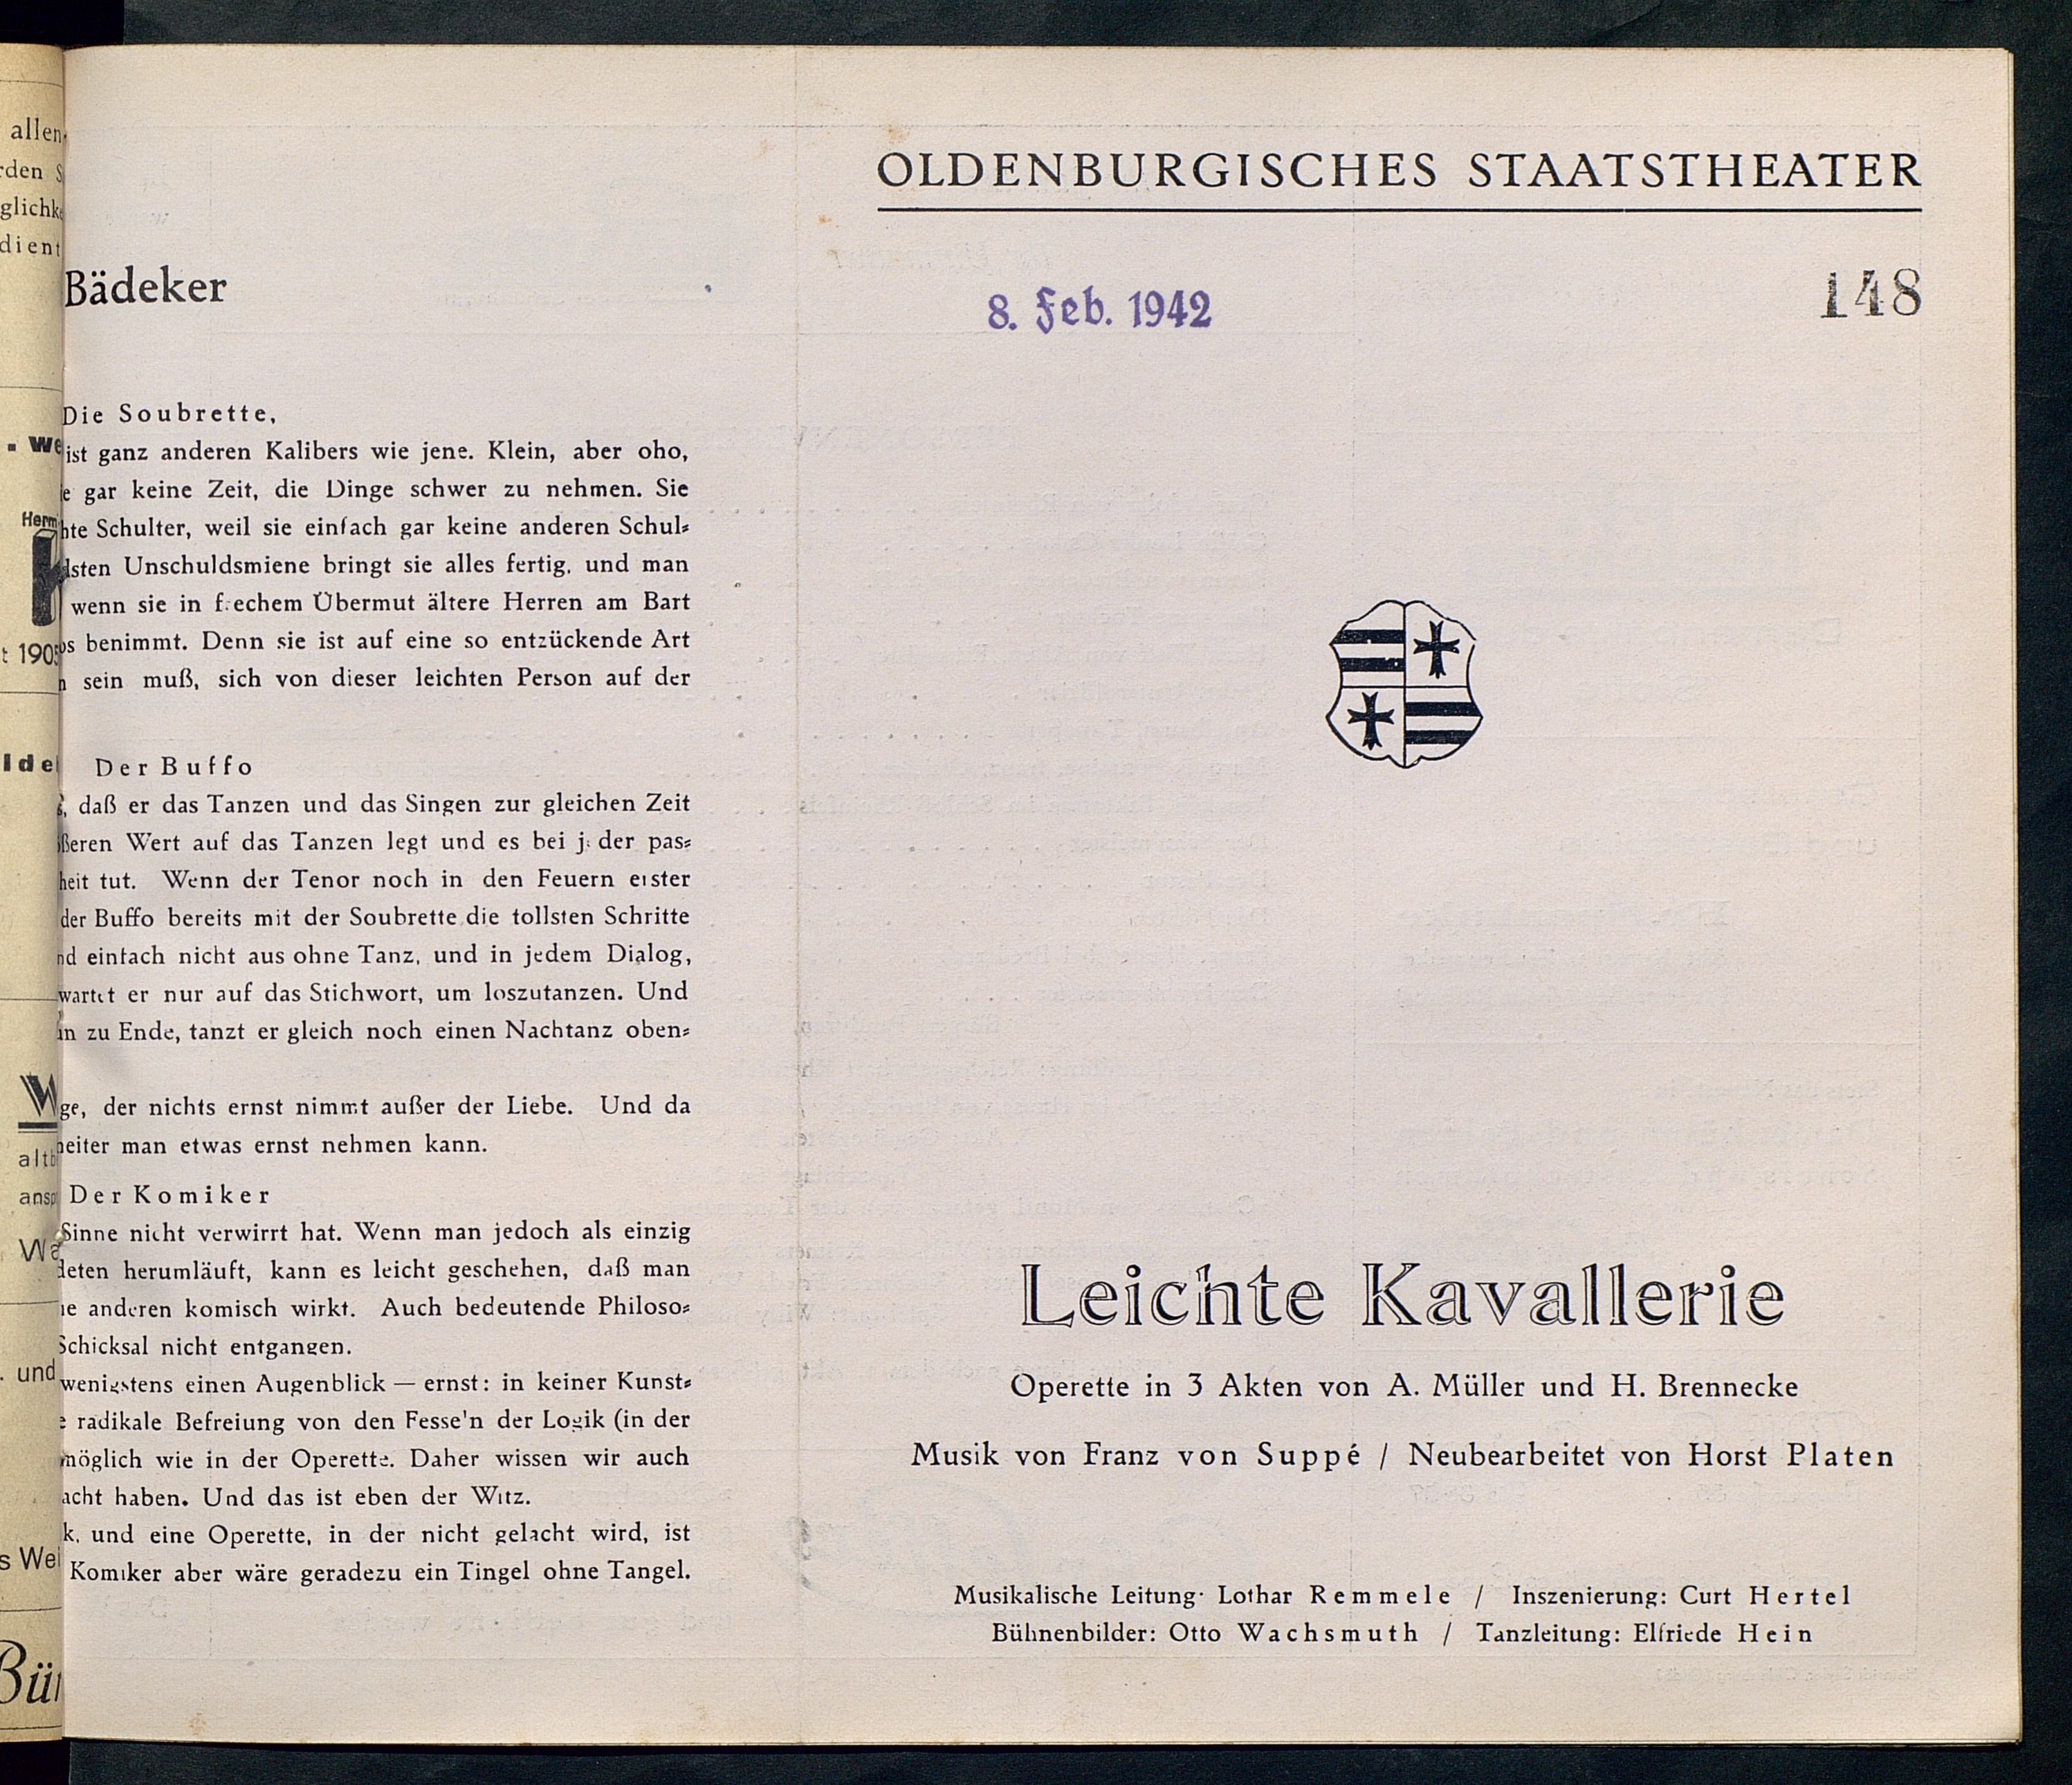 allen
Bädeker
Die Soubrette,
ist ganz anderen Kalibers wie jene. Klein, aber oho,
gar keine Zeit, die Dinge schwer zu nehmen. Sie
hte Schulter, weil sie einfach gar keine anderen Schul-
lsten Unschuldsmiene bringt sie alles fertig, und man
wenn sie in frechem Übermut ältere Herren am Bart
os benimmt. Denn sie ist auf eine so entzückende Art
sein muß, sich von dieser leichten Person auf der
Der Buffo
daß er das Tanzen und das Singen zur gleichen Zeit
ßeren Wert auf das Tanzen legt und es bei jeder pas-
heit tut. Wenn der Tenor noch in den Feuern erster
der Buffo bereits mit der Soubrette die tollsten Schritte
nd einfach nicht aus ohne Tanz, und in jedem Dialog,
wartet er nur auf das Stichwort, um loszutanzen. Und
zu Ende, tanzt er gleich noch einen Nachtanz oben-
ge, der nichts ernst nimmt außer der Liebe. Und da
heiter man etwas ernst nehmen kann.
Der Komiker
Sinne nicht verwirrt hat. Wenn man jedoch als einzig
deten herumläuft, kann es leicht geschehen, daß man
ie anderen komisch wirkt. Auch bedeutende Philoso-
Schicksal nicht entgangen.
wenigstens einen Augenblick — ernst: in keiner Kunst-
radikale Befreiung von den Fesse'n der Logik (in der
möglich wie in der Operette. Daher wissen wir auch
acht haben. Und das ist eben der Witz.
k, und eine Operette, in der nicht gelacht wird, ist
Komiker aber wäre geradezu ein Tingel ohne Tangel.
OLDENBURGISCHES STAATSTHEATER
8. Feb. 1942
148
Leichte Kavallerie
Operette in 3 Akten von A. Müller und H. Brennecke
Musik von Franz von Suppé / Neubearbeitet von Horst Platen
Musikalische Leitung: Lothar Remmele / Inszenierung: Curt Hertel
Bühnenbilder: Otto Wachsmuth / Tanzleitung: Elfriede Hein